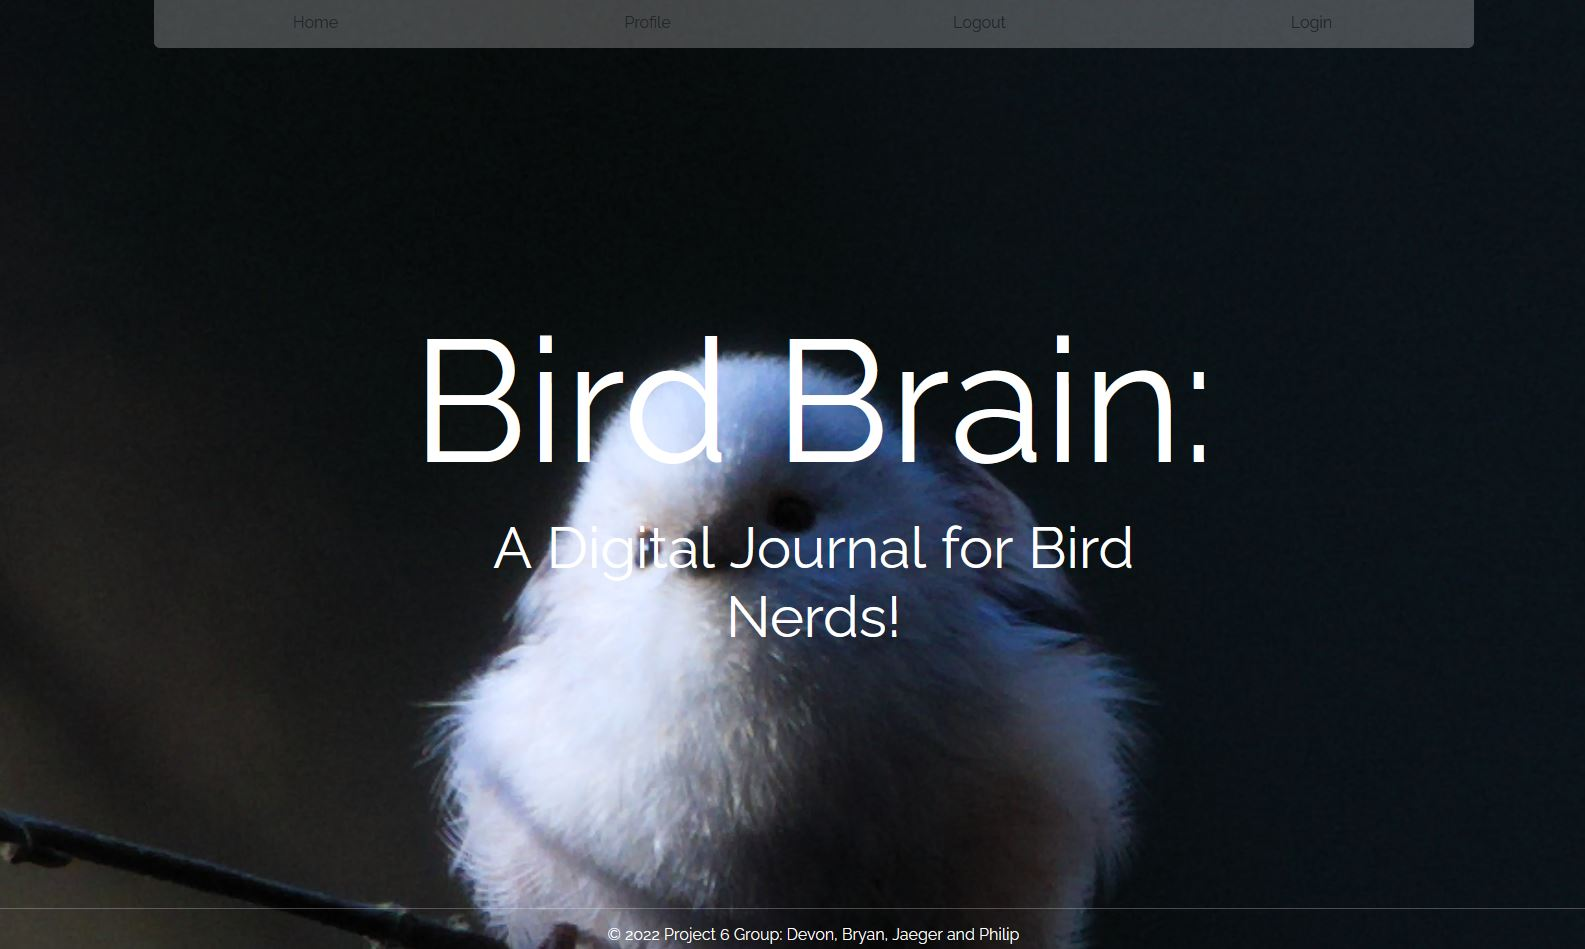 Home Profile Logout Login
Bird Brain:
A Digital Journal for Bird
Nerds!
© 2022 Project 6 Group: Devon, Bryan, Jaeger and Philip